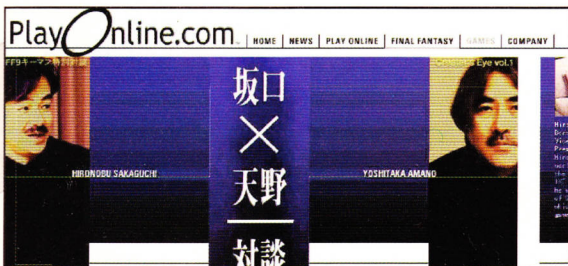 PlayOnline.com
HOME | NEWS | PLAY ONLINE | FINAL FANTASY | GAMES | COMPANY |
FF9キーマン特別対談
Creator's Eye vol.1
坂口
×
天野
対談
HIRONOBU SAKAGUCHI
YOSHITAKA AMANO